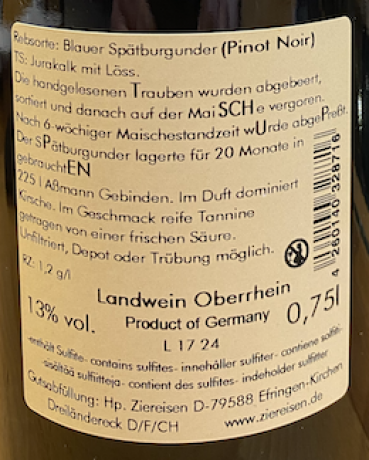 Rebsorte: Blauer Spätburgunder (Pinot Noir)
TS: Jurakalk mit Löss.
Die handgelesenen Trauben wurden abgebeert,
sortiert und danach auf der MaiSCHe vergoren.
Nach 6-wöchiger Maischestandzeit wUrde abgePreßt.
Der SPätburgunder lagerte für 20 Monate in
gebrauchtEN
225 l Aßmann Gebinden. Im Duft dominiert
Kirsche. Im Geschmack reife Tannine
getragen von einer frischen Säure.
Unfiltriert, Depot oder Trübung möglich.
RZ: 1,2 g/l
4 260140 328716
Landwein Oberrhein
13% vol.
Product of Germany
0,75l
L 17 24
-enthält Sulfite- contains sulfites- innehåller sulfiter- contiene solfiti-
-sisältää sulfiitteja- contient des sulfites- indeholder sulfitter
Gutsabfüllung: Hp. Ziereisen D-79588 Efringen-Kirchen
Dreiländereck D/F/CH
www.ziereisen.de